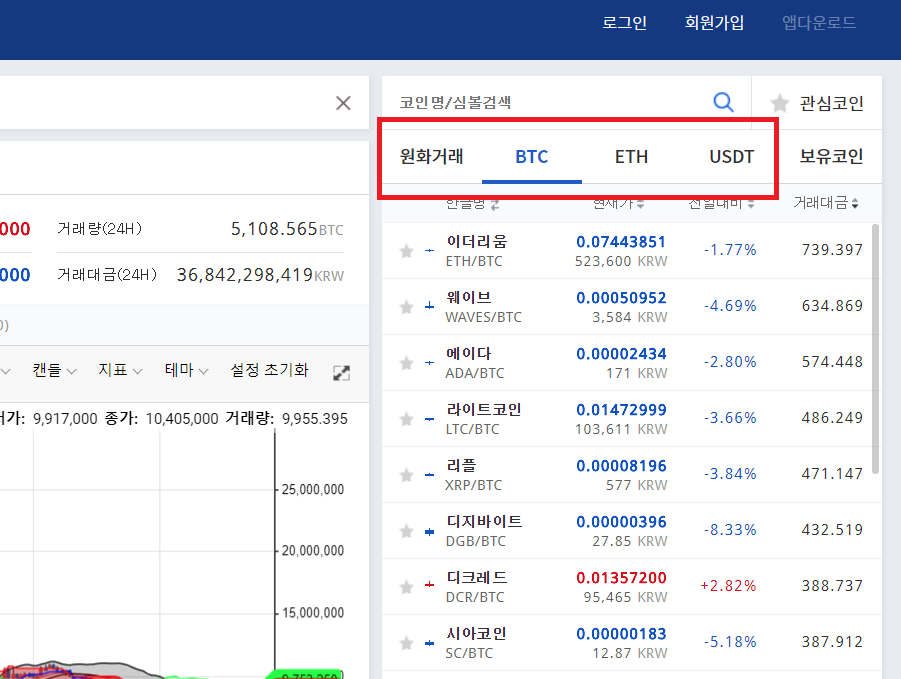 로그인 회원가입 앱다운로드
코인명/심볼검색 관심코인
원화거래 BTC ETH USDT 보유코인
한글명 현재가 전일대비 거래대금
000 거래량(24H) 5,108.565BTC
000 거래대금(24H) 36,842,298,419KRW
0)
캔들 지표 테마 설정 초기화
가: 9,917,000 종가: 10,405,000 거래량: 9,955.395
25,000,000
20,000,000
15,000,000
이더리움 0.07443851 -1.77% 739.397
ETH/BTC 523,600 KRW
웨이브 0.00050952 -4.69% 634.869
WAVES/BTC 3,584 KRW
에이다 0.00002434 -2.80% 574.448
ADA/BTC 171 KRW
라이트코인 0.01472999 -3.66% 486.249
LTC/BTC 103,611 KRW
리플 0.00008196 -3.84% 471.147
XRP/BTC 577 KRW
디지바이트 0.00000396 -8.33% 432.519
DGB/BTC 27.85 KRW
디크레드 0.01357200 +2.82% 388.737
DCR/BTC 95,465 KRW
시아코인 0.00000183 -5.18% 387.912
SC/BTC 12.87 KRW